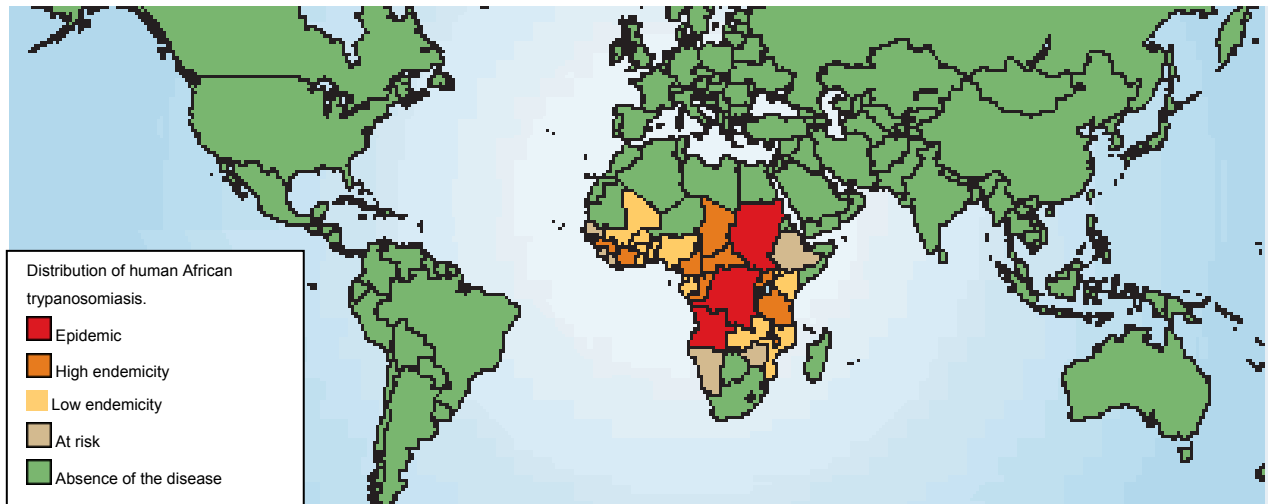 Distribution of human African
trypanosomiasis.
Epidemic
High endemicity
Low endemicity
At risk
Absence of the disease